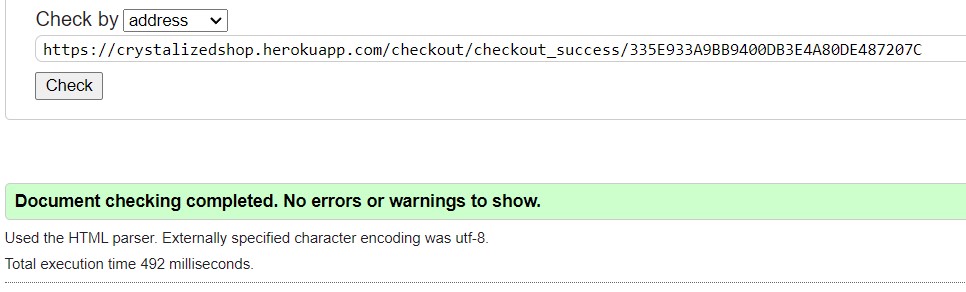 Check by address
https://crystalizedshop.herokuapp.com/checkout/checkout_success/335E933A9BB9400DB3E4A80DE487207C
Check
Document checking completed. No errors or warnings to show.
Used the HTML parser. Externally specified character encoding was utf-8.
Total execution time 492 milliseconds.